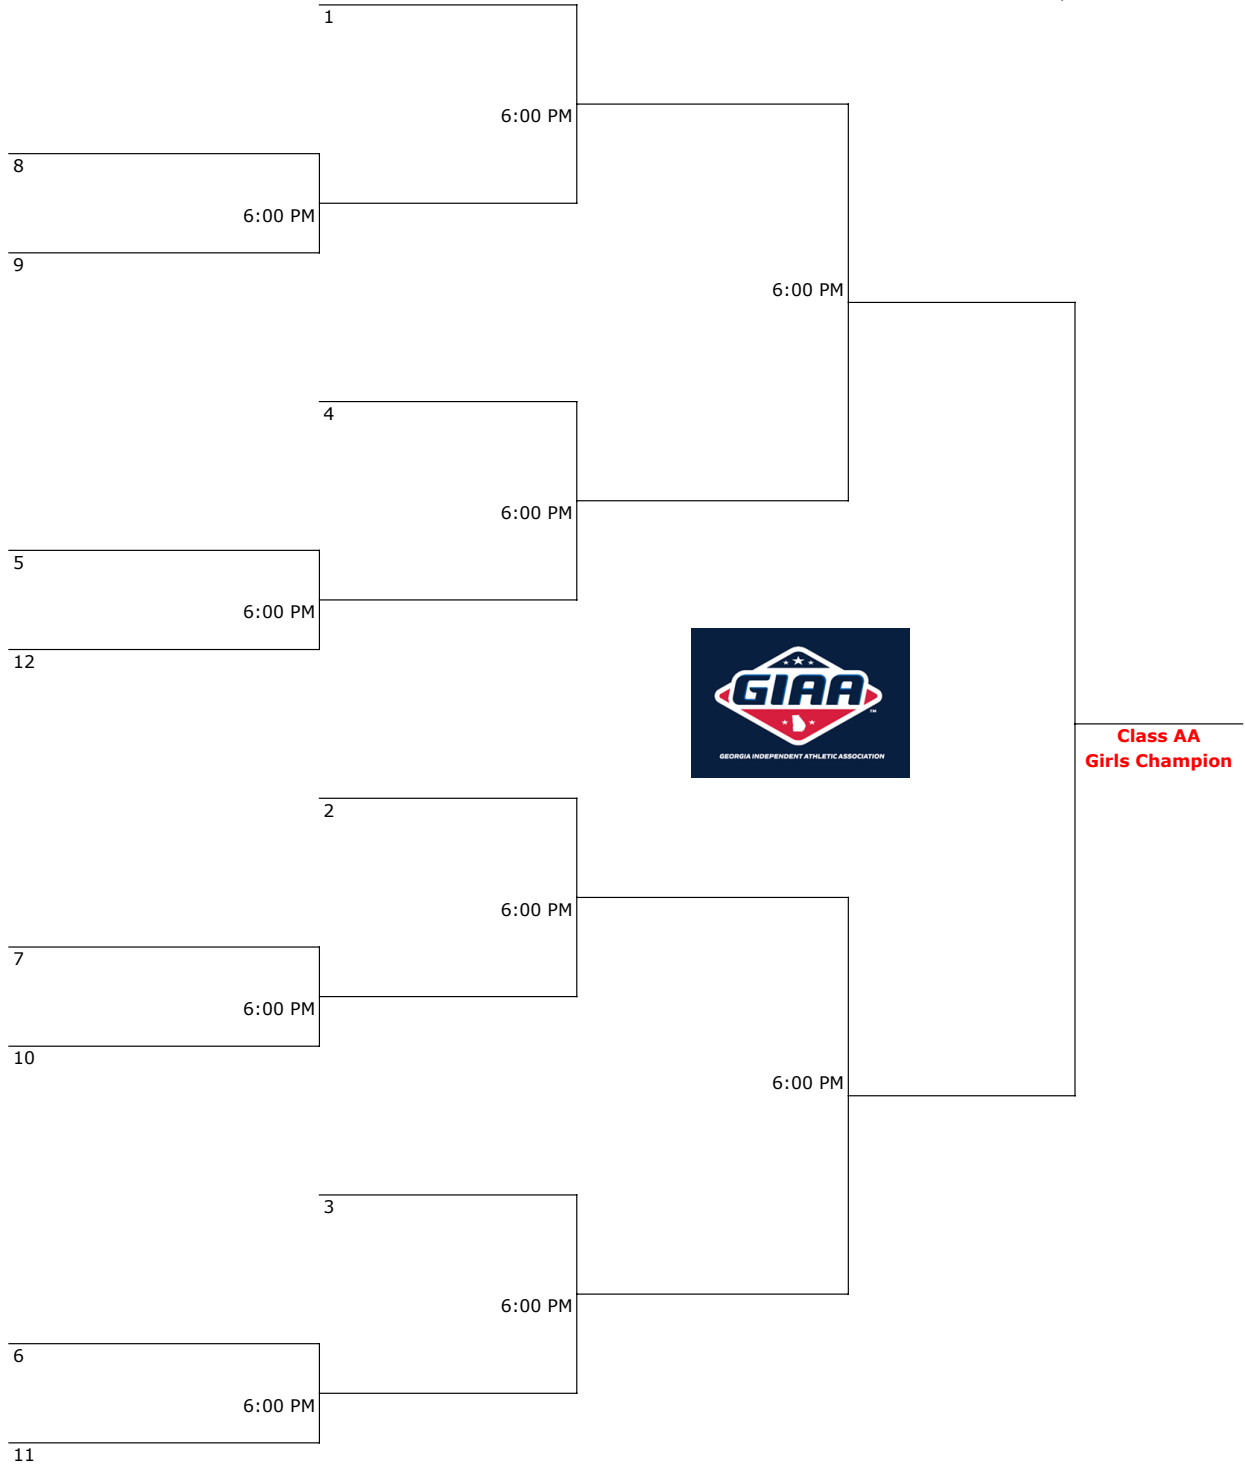 1
6:00 PM
8
6:00 PM
9
6:00 PM
4
6:00 PM
5
6:00 PM
12
GIAA
TM
GEORGIA INDEPENDENT ATHLETIC ASSOCIATION
Class AA
Girls Champion
2
6:00 PM
7
6:00 PM
10
6:00 PM
3
6:00 PM
6
6:00 PM
11